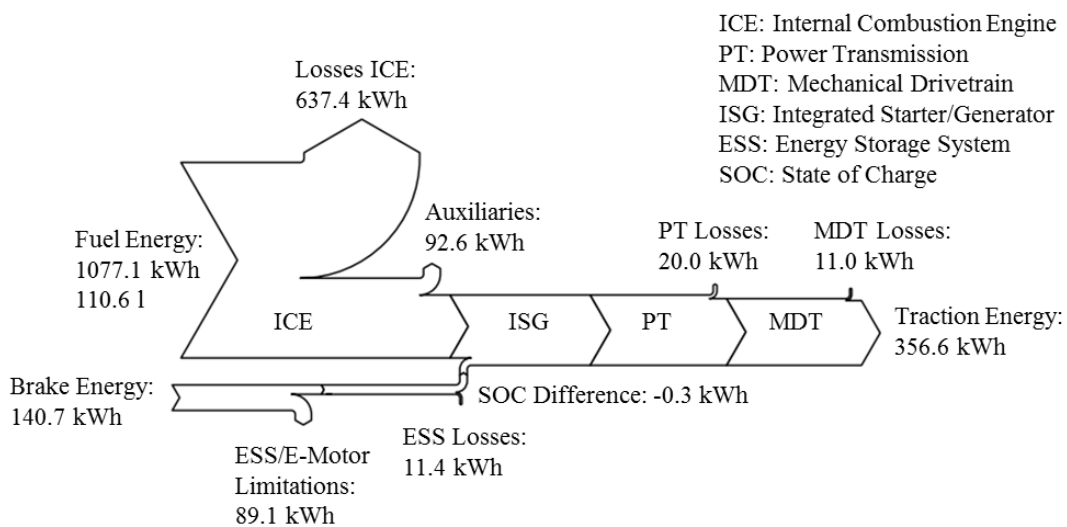 ICE: Internal Combustion Engine
PT: Power Transmission
MDT: Mechanical Drivetrain
ISG: Integrated Starter/Generator
ESS: Energy Storage System
SOC: State of Charge
Losses ICE:
637.4 kWh
Auxiliaries:
92.6 kWh
PT Losses:
20.0 kWh
MDT Losses:
11.0 kWh
Fuel Energy:
1077.1 kWh
110.6 l
ICE
ISG
PT
MDT
Traction Energy:
356.6 kWh
Brake Energy:
140.7 kWh
SOC Difference: -0.3 kWh
ESS/E-Motor
Limitations:
89.1 kWh
ESS Losses:
11.4 kWh